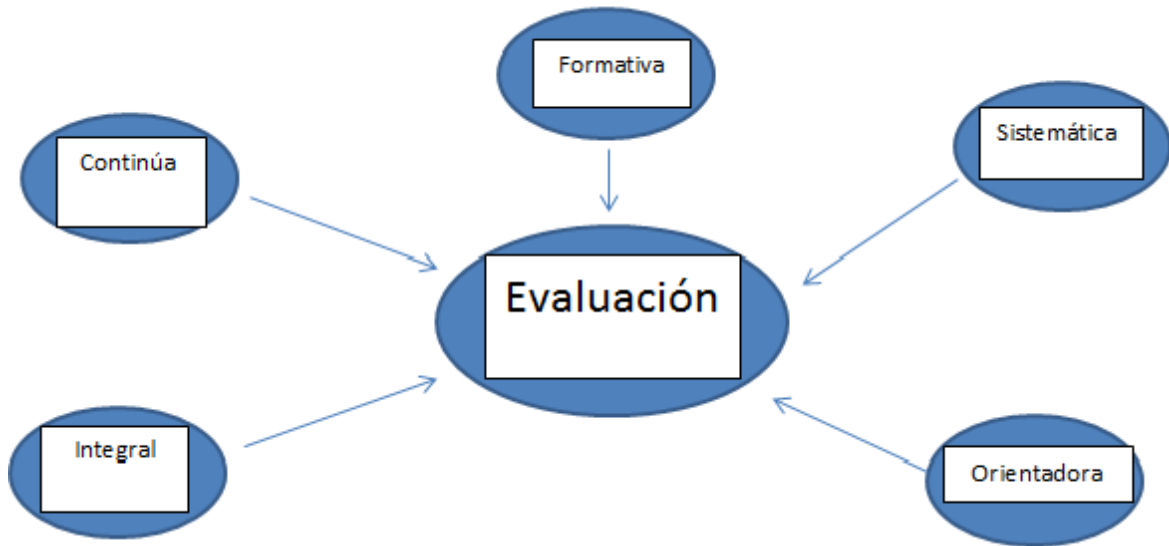 Formativa
Continúa
Sistemática
Evaluación
Integral
Orientadora